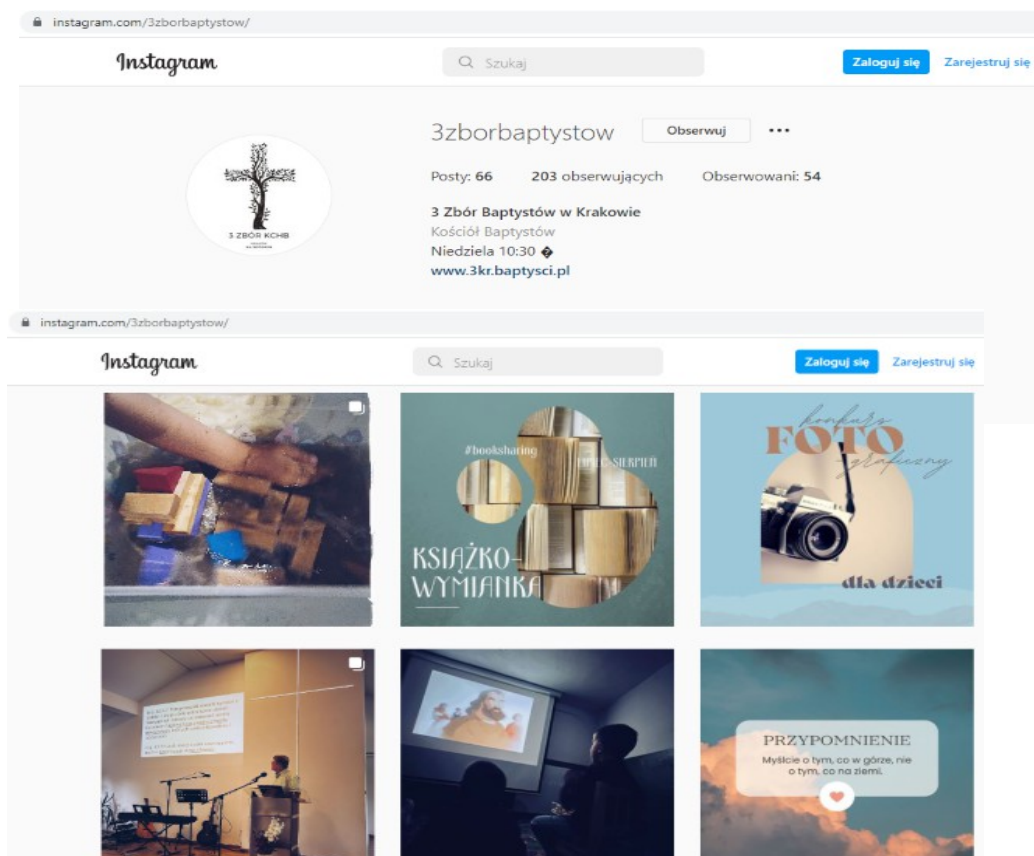 instagram.com/3zborbaptystow/
Instagram
Szukaj
Zaloguj się
Zarejestruj się
3zborbaptystow
Obserwuj
Posty: 66
203 obserwujących
Obserwowani: 54
3 ZBÓR KCHB
3 Zbór Baptystów w Krakowie
Kościół Baptystów
Niedziela 10:30 �
www.3kr.baptysci.pl
instagram.com/3zborbaptystow/
Instagram
Szukaj
Zaloguj się
Zarejestruj się
#booksharing
LIPIEC-SIERPIEŃ
KSIĄŻKO-
WYMIANKA
konkurs
FOTO
-graficzny
dla dzieci
PRZYPOMNIENIE
Myślcie o tym, co w górze, nie
o tym, co na ziemi.